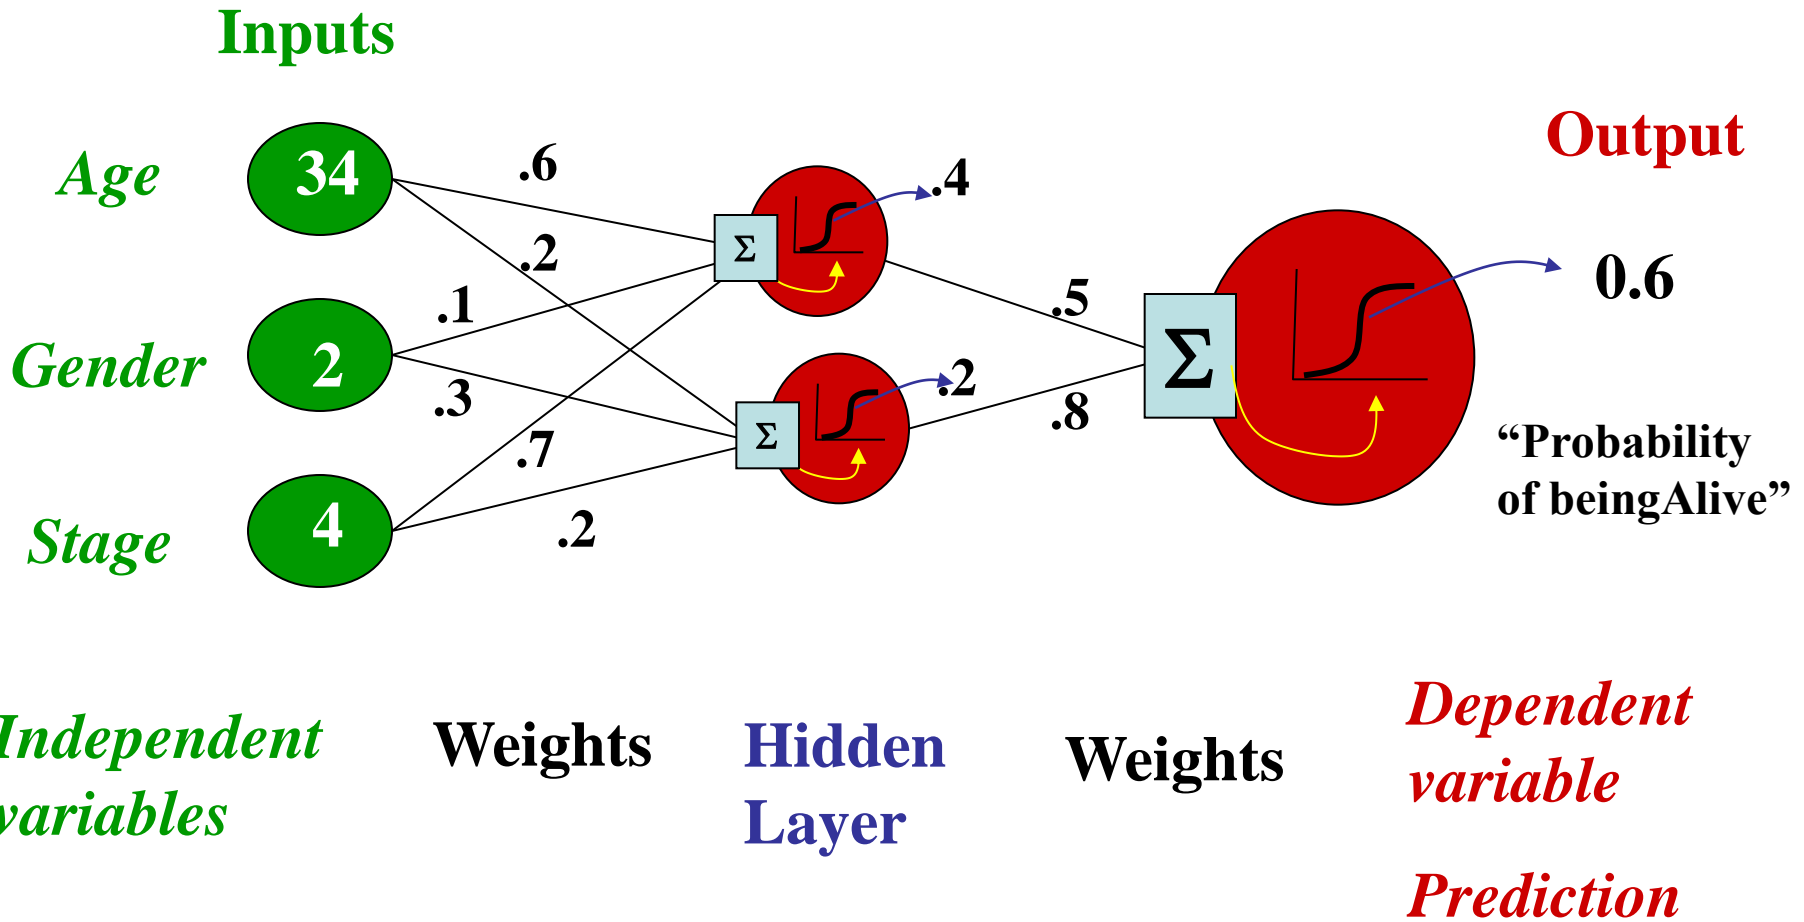 Inputs
Output
Age
34
.6
.4
Σ
.2
0.6
.1
.5
Gender
2
Σ
.3
.2
.8
Σ
.7
“Probability
of beingAlive”
Stage
4
.2
Independent
variables
Weights
Hidden
Layer
Weights
Dependent
variable
Prediction